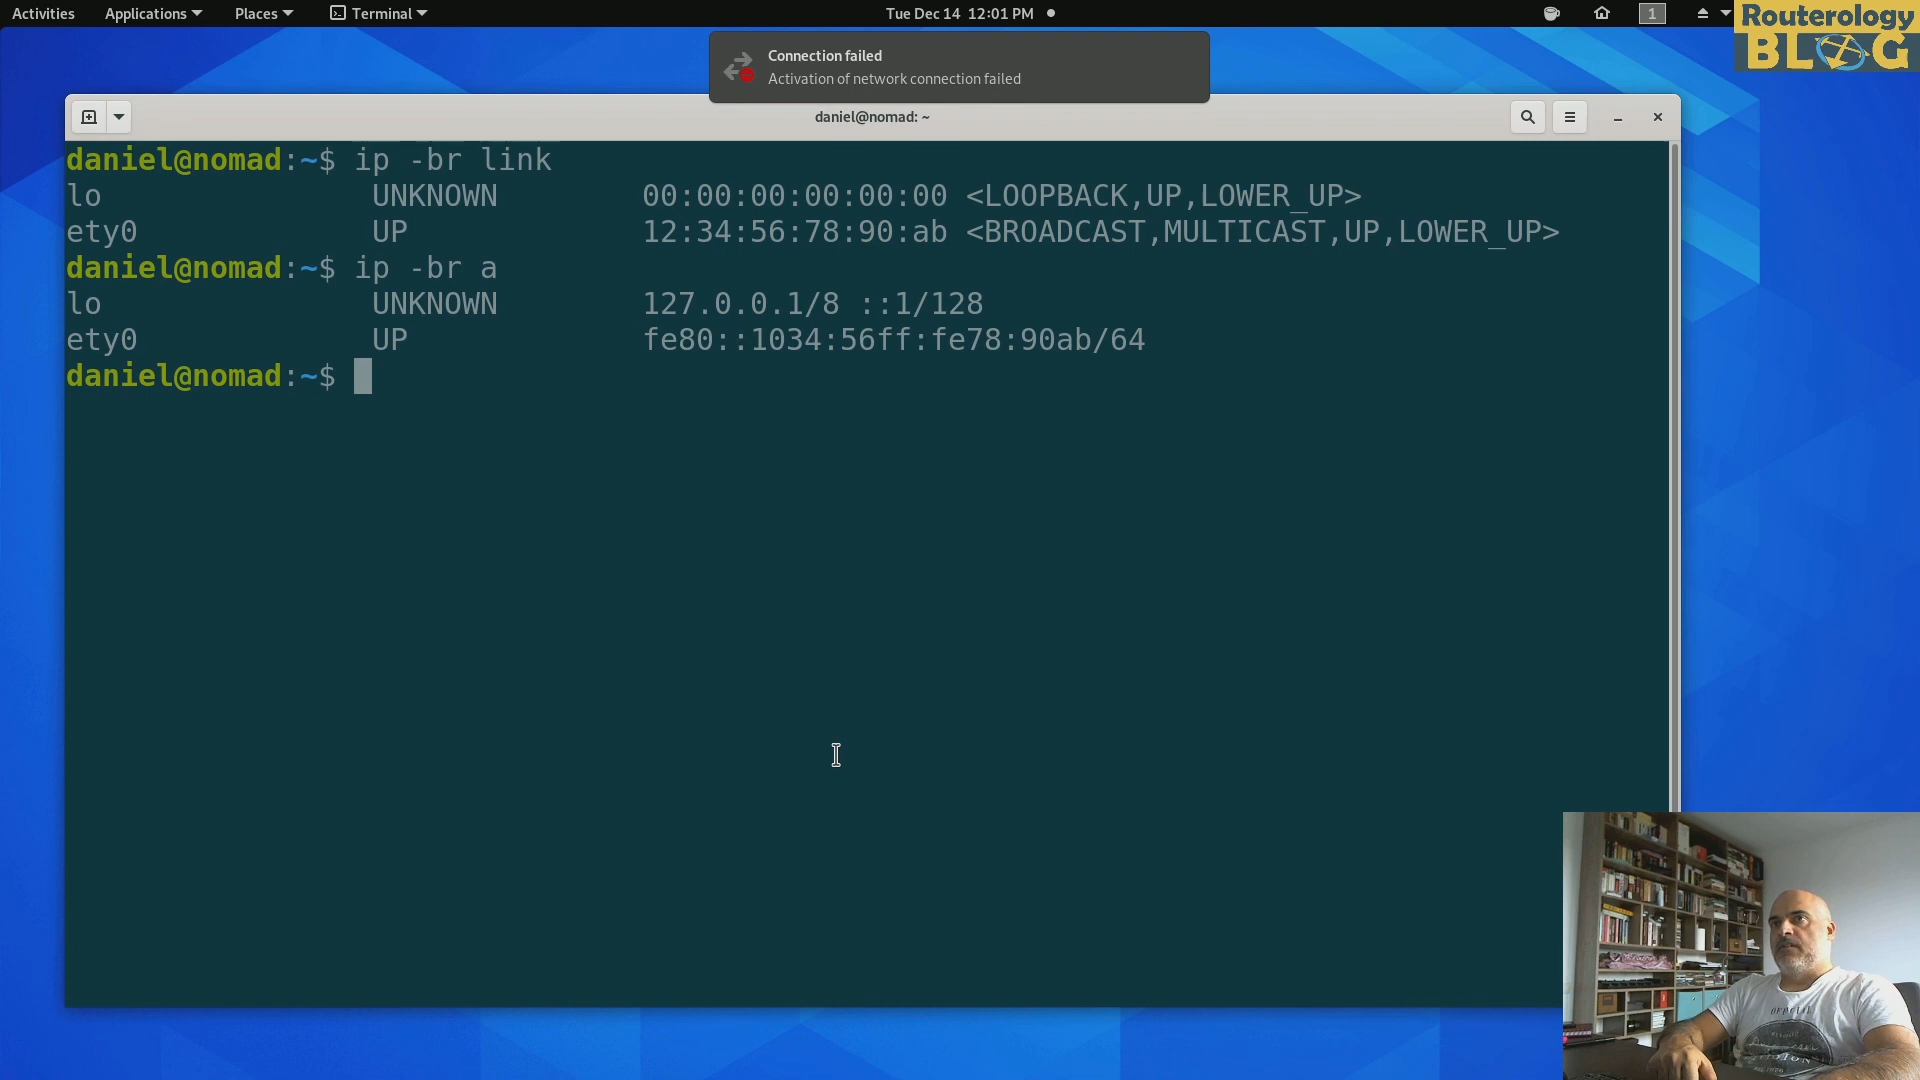 Activities Applications Places Terminal Tue Dec 14 12:01 PM 1
Routerology
BLOG
Connection failed
Activation of network connection failed
daniel@nomad: ~
daniel@nomad:~$ ip -br link
lo UNKNOWN 00:00:00:00:00:00 <LOOPBACK,UP,LOWER_UP>
ety0 UP 12:34:56:78:90:ab <BROADCAST,MULTICAST,UP,LOWER_UP>
daniel@nomad:~$ ip -br a
lo UNKNOWN 127.0.0.1/8 ::1/128
ety0 UP fe80::1034:56ff:fe78:90ab/64
daniel@nomad:~$